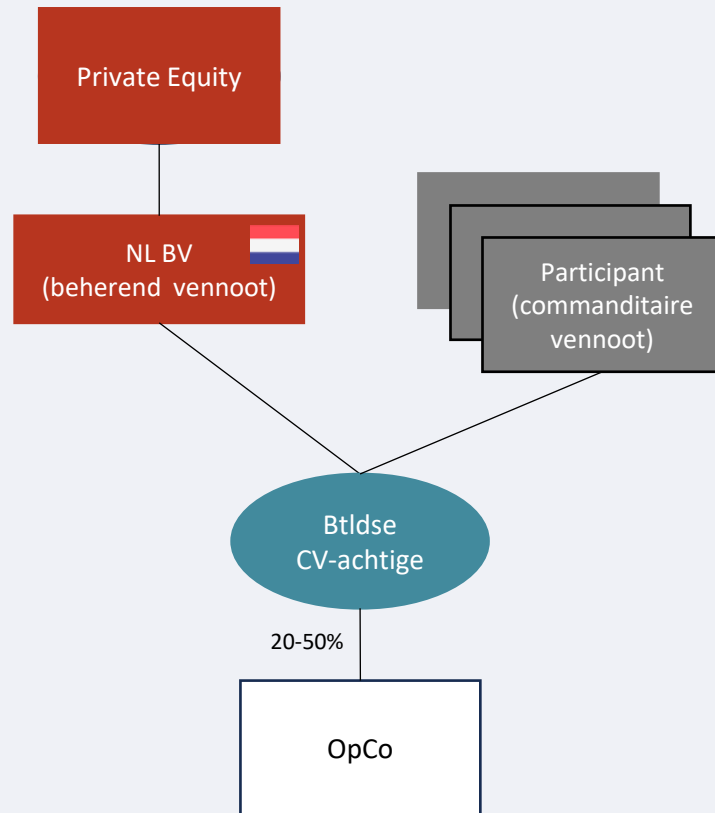 Private Equity
NL BV
(beherend vennoot)
Participant
(commanditaire
vennoot)
Btldse
CV-achtige
20-50%
OpCo